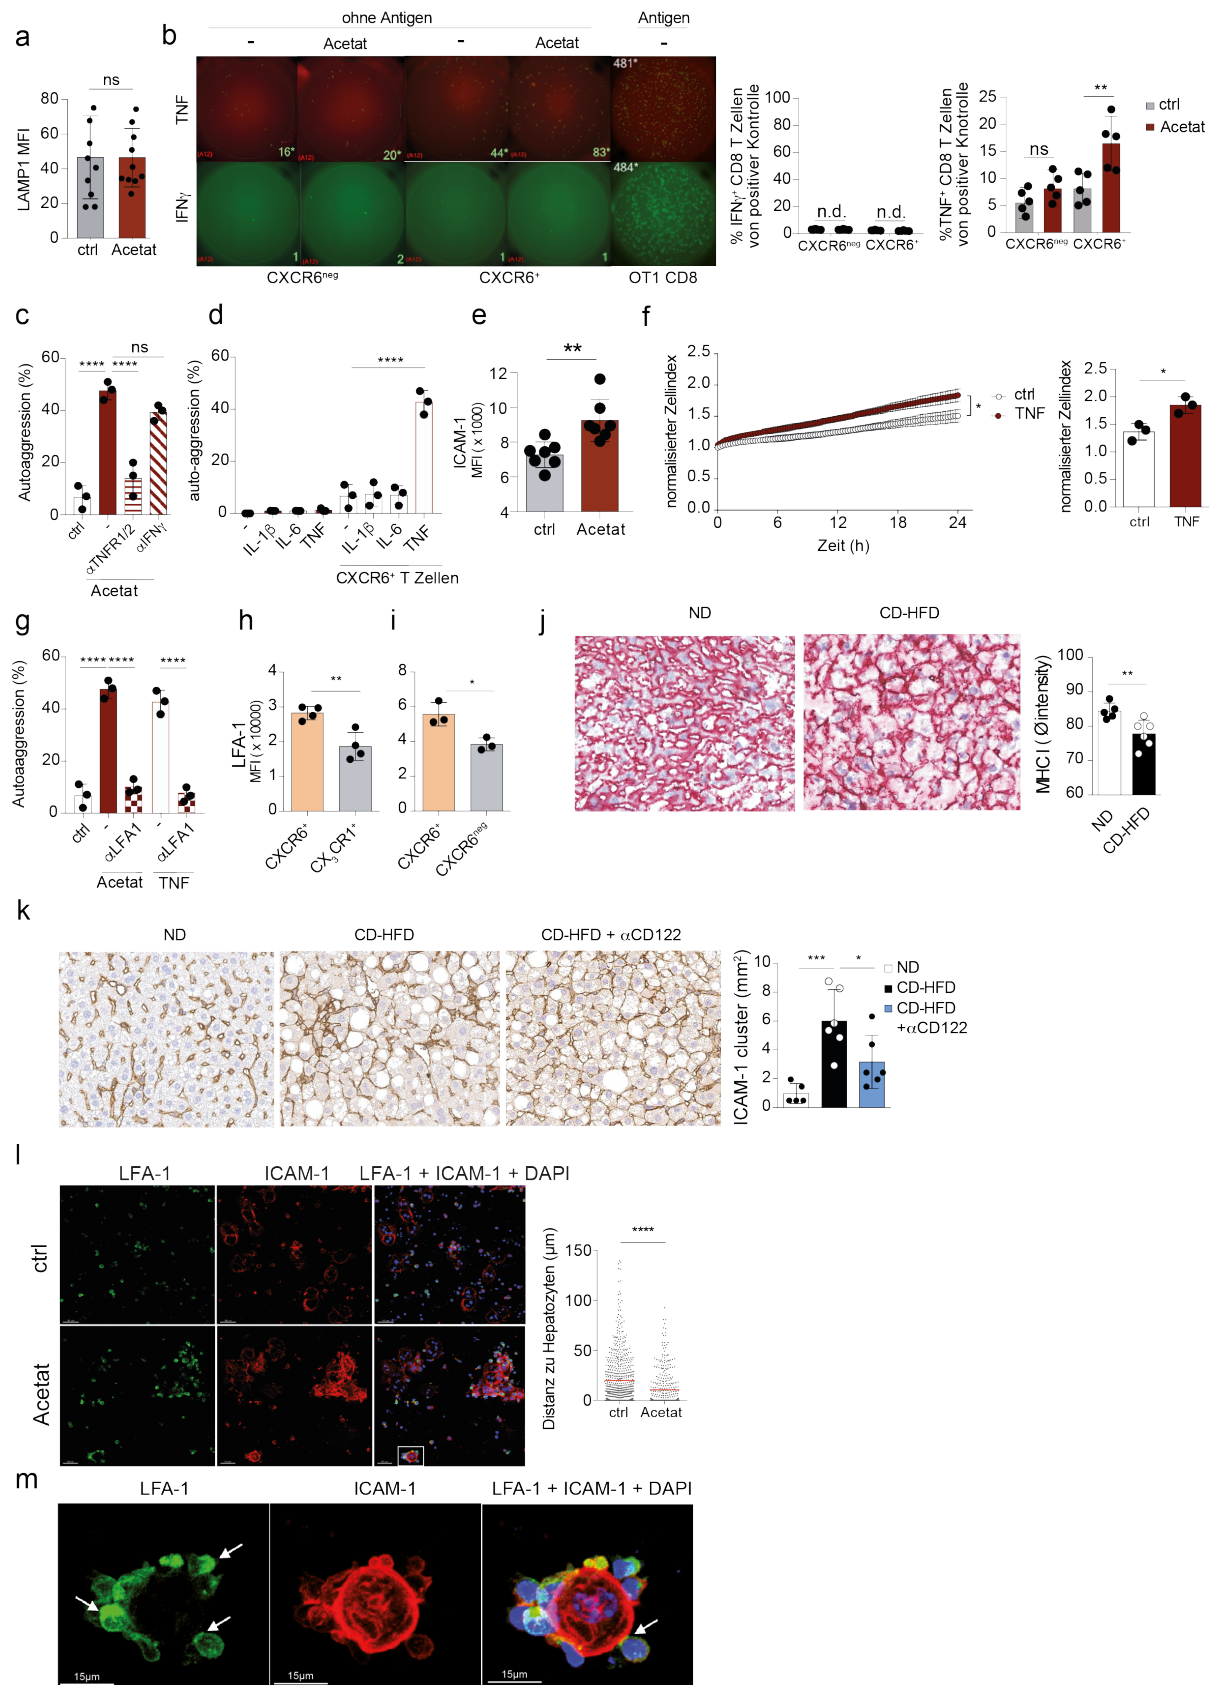 a
ns
LAMP1 MFI
80
60
40
20
0
ctrl
Acetat
b
ohne Antigen
Antigen
-
Acetat
-
Acetat
-
TNF
IFNγ
(A12)
16*
(A12)
20*
(A12)
44*
(A12)
83*
481*
(A12)
1
(A12)
2
(A12)
1
(A12)
1
484*
CXCR6neg
CXCR6+
OT1 CD8
% IFNγ+ CD8 T Zellen
von positiver Kontrolle
100
80
60
40
20
0
n.d.
n.d.
CXCR6neg
CXCR6+
%TNF+ CD8 T Zellen
von positiver Knotrolle
25
20
15
10
5
0
ns
**
CXCR6neg
CXCR6+
ctrl
Acetat
c
Autoaggression (%)
60
40
20
0
ns
****
****
ctrl
-
αTNFR1/2
αIFNγ
Acetat
d
auto-aggression (%)
60
40
20
0
****
-
IL-1β
IL-6
TNF
-
IL-1β
IL-6
TNF
CXCR6+ T Zellen
e
ICAM-1
MFI ( x1000)
12
10
8
6
4
**
ctrl
Acetat
f
normalisierter Zellindex
2.5
2.0
1.5
1.0
0.5
0.0
0
6
12
18
24
Zeit (h)
ctrl
TNF
*
normalisierter Zellindex
2.5
2.0
1.5
1.0
0.5
0.0
*
ctrl
TNF
g
Autoaaggression (%)
60
40
20
0
****
****
****
ctrl
-
αLFA1
-
αLFA1
Acetat
TNF
h
LFA-1
MFI ( x 10000)
4
3
2
1
0
**
CXCR6+
CX3CR1+
i
8
6
4
2
0
*
CXCR6+
CXCR6neg
j
ND
CD-HFD
MHC I ( Øintensity)
100
90
80
70
60
**
ND
CD-HFD
k
ND
CD-HFD
CD-HFD + αCD122
ICAM-1 cluster (mm2)
10
8
6
4
2
0
***
*
ND
CD-HFD
CD-HFD
+αCD122
l
LFA-1
ICAM-1
LFA-1 + ICAM-1 + DAPI
ctrl
Acetat
Distanz zu Hepatozyten (µm)
150
100
50
0
****
ctrl
Acetat
m
LFA-1
ICAM-1
LFA-1 + ICAM-1 + DAPI
15µm
15µm
15µm